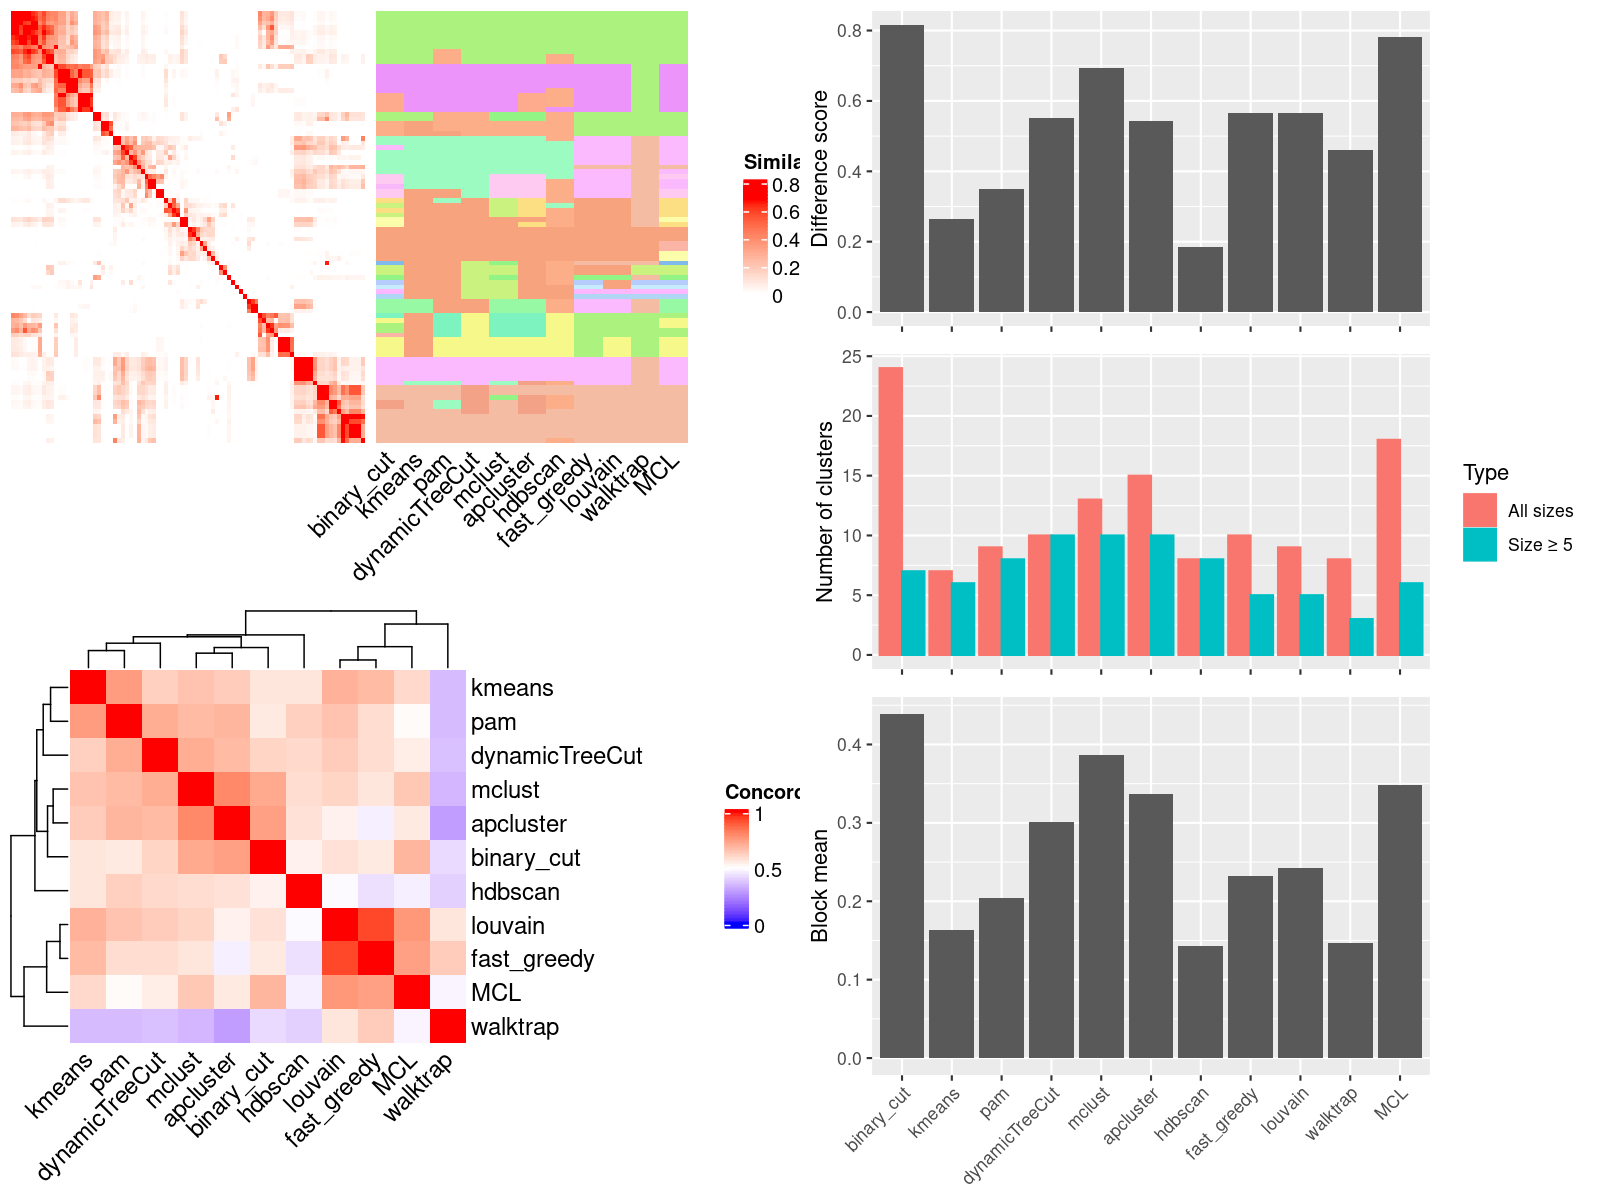 Simila
0.8
0.6
0.4
0.2
0
binary_cut
kmeans
pam
dynamicTreeCut
mclust
apcluster
hdbscan
fast_greedy
louvain
walktrap
MCL
kmeans
pam
dynamicTreeCut
mclust
apcluster
binary_cut
hdbscan
louvain
fast_greedy
MCL
walktrap
kmeans
pam
dynamicTreeCut
mclust
apcluster
binary_cut
hdbscan
louvain
fast_greedy
MCL
walktrap
Concord
1
0.5
0
Difference score
0.8
0.6
0.4
0.2
0.0
Number of clusters
25
20
15
10
5
0
Type
All sizes
Size ≥ 5
Block mean
0.4
0.3
0.2
0.1
0.0
binary_cut
kmeans
pam
dynamicTreeCut
mclust
apcluster
hdbscan
fast_greedy
louvain
walktrap
MCL